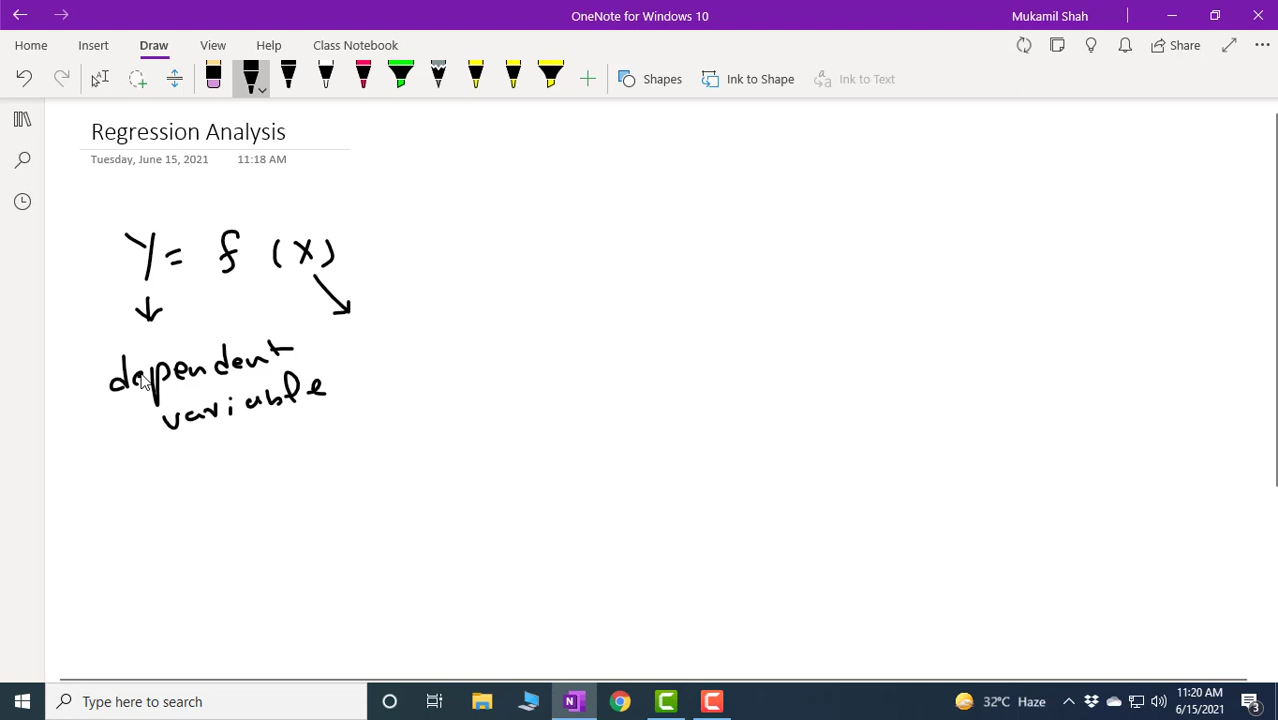 OneNote for Windows 10
Mukamil Shah
Home Insert Draw View Help Class Notebook
Share
Shapes Ink to Shape Ink to Text
Regression Analysis
Tuesday, June 15, 2021 11:18 AM
Y = f (X)
dependent
variable
Type here to search
N
32°C Haze
11:20 AM
6/15/2021
3